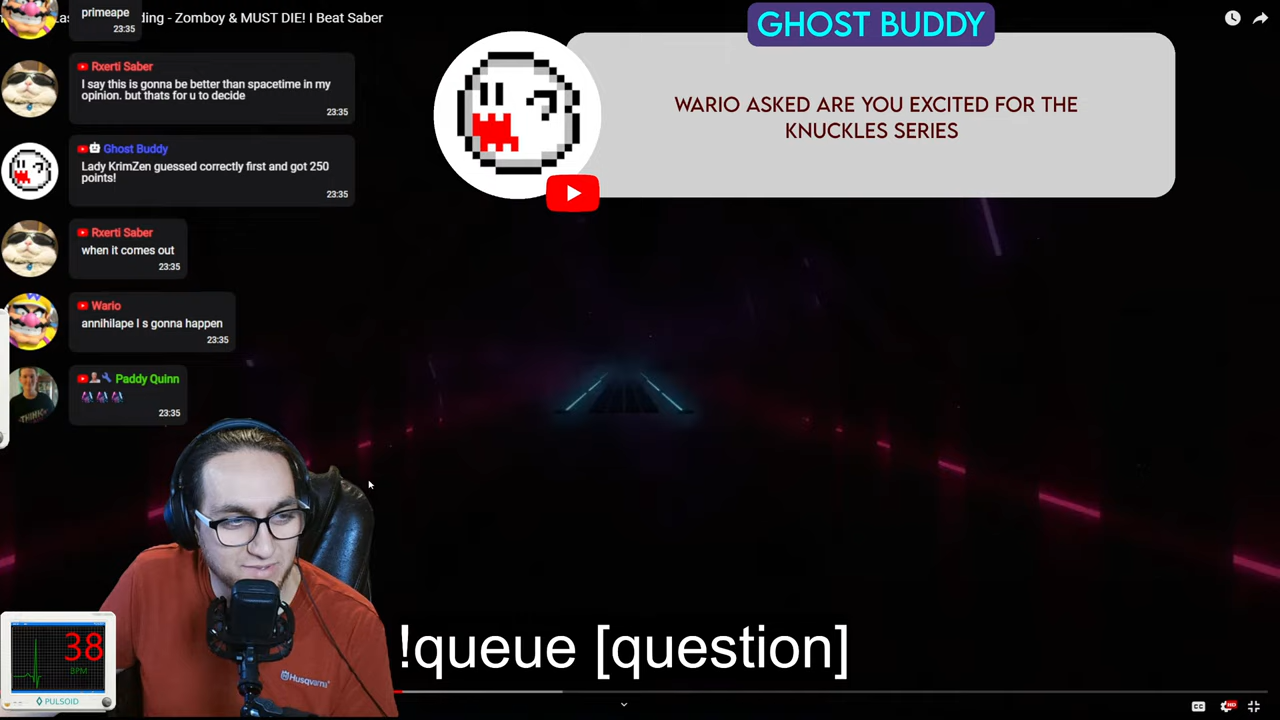 ding - Zomboy & MUST DIE! I Beat Saber
primeape
23:35
Rxerti Saber
I say this is gonna be better than spacetime in my
opinion. but thats for u to decide
23:35
Ghost Buddy
Lady KrimZen guessed correctly first and got 250
points!
23:35
Rxerti Saber
when it comes out
23:35
Wario
annihilape I s gonna happen
23:35
Paddy Quinn
23:35
THINK
GHOST BUDDY
WARIO ASKED ARE YOU EXCITED FOR THE
KNUCKLES SERIES
!queue [question]
38
BPM
PULSOID
Husqvarna
CC
HD